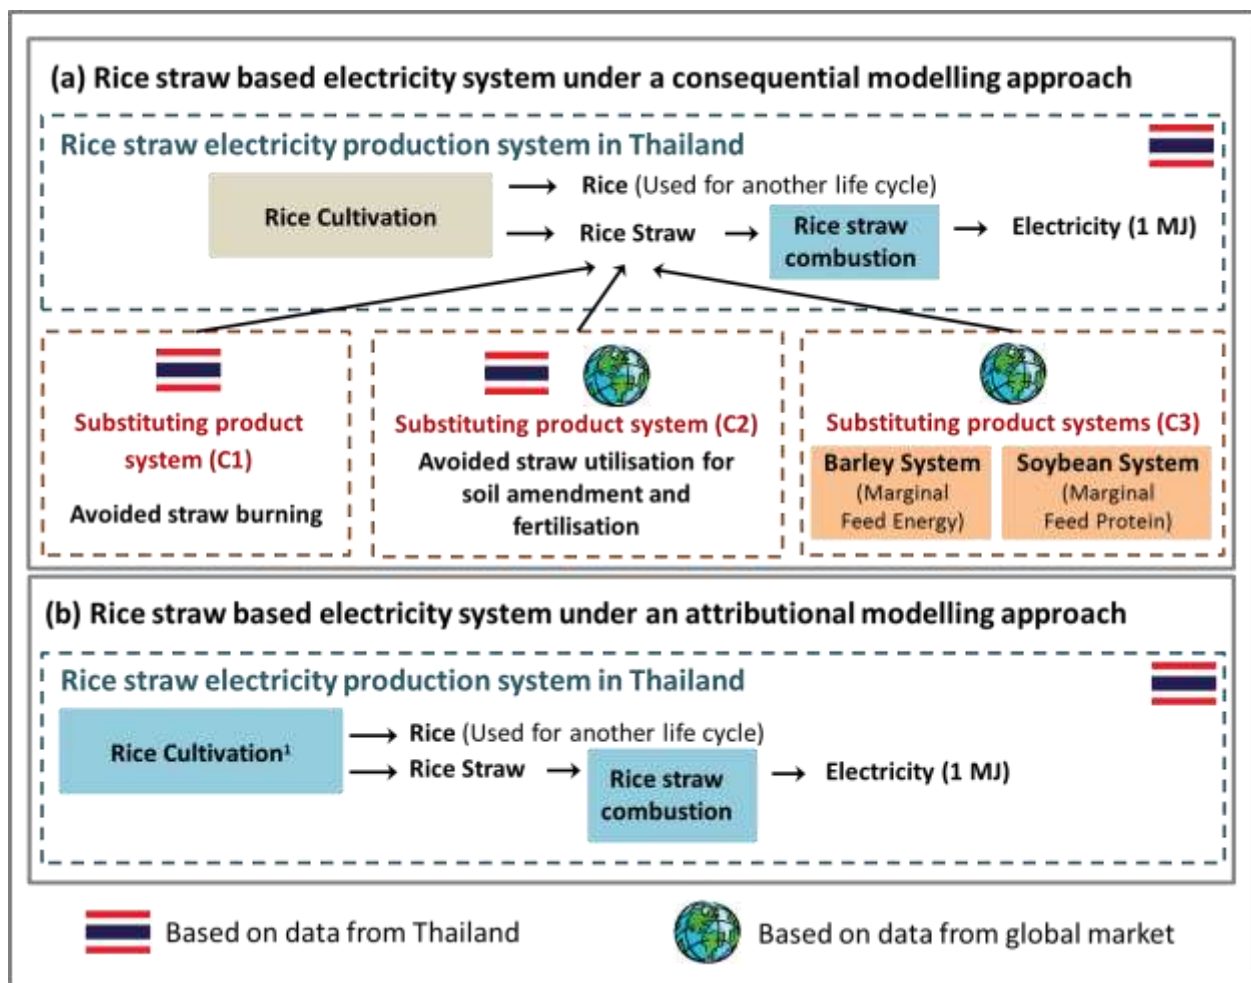 (a) Rice straw based electricity system under a consequential modelling approach
Rice straw electricity production system in Thailand
Rice Cultivation
Rice (Used for another life cycle)
Rice Straw
Rice straw
combustion
Electricity (1 MJ)
Substituting product
system (C1)
Avoided straw burning
Substituting product system (C2)
Avoided straw utilisation for
soil amendment and
fertilisation
Substituting product systems (C3)
Barley System
(Marginal
Feed Energy)
Soybean System
(Marginal
Feed Protein)
(b) Rice straw based electricity system under an attributional modelling approach
Rice straw electricity production system in Thailand
Rice Cultivation¹
Rice (Used for another life cycle)
Rice Straw
Rice straw
combustion
Electricity (1 MJ)
Based on data from Thailand
Based on data from global market